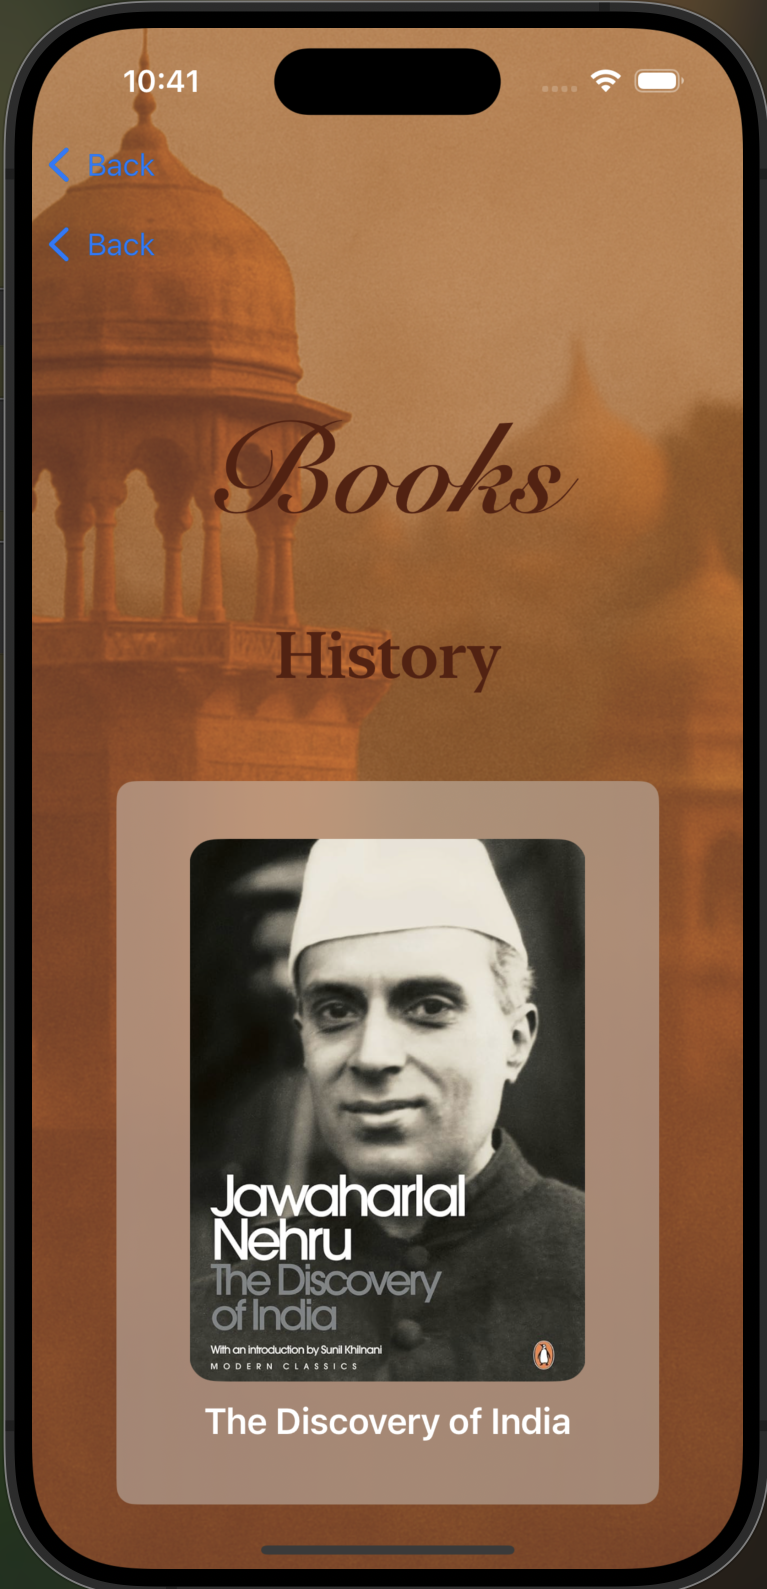 10:41
Back
Back
Books
History
Jawaharlal
Nehru
The Discovery
of India
With an introduction by Sunil Khilnani
MODERN CLASSICS
The Discovery of India